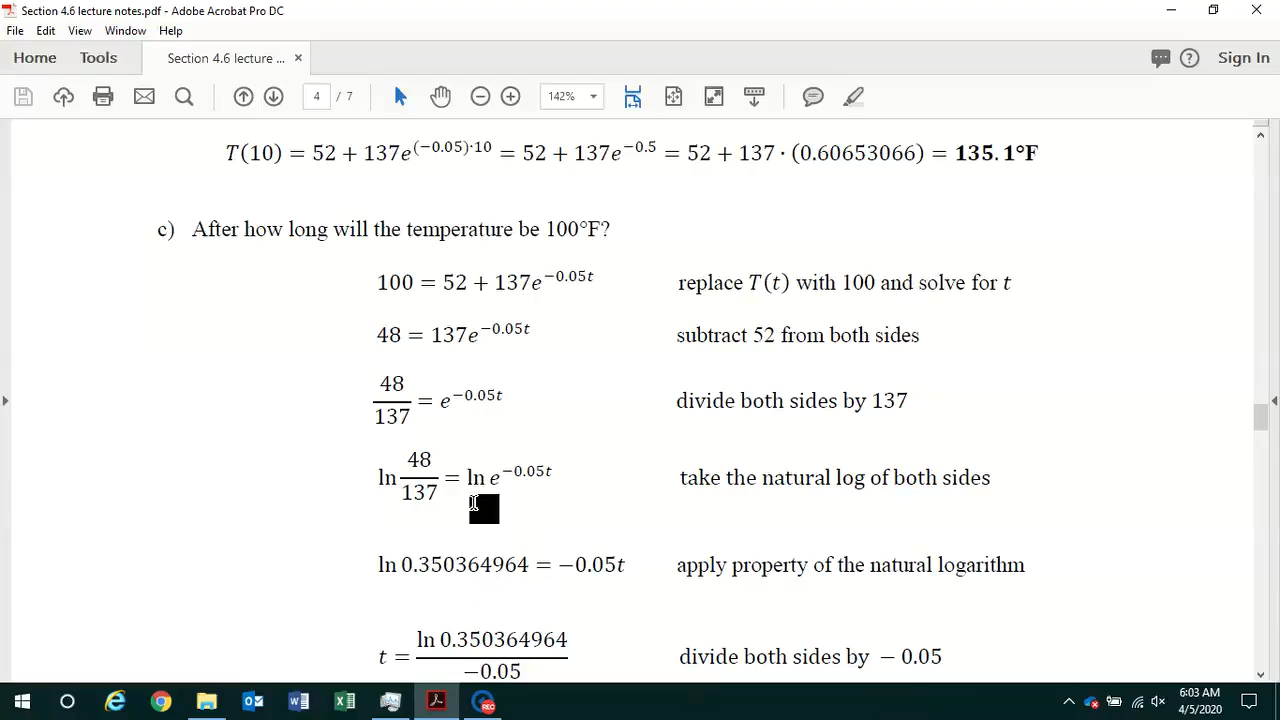 Section 4.6 lecture notes.pdf - Adobe Acrobat Pro DC
File Edit View Window Help
Home Tools Section 4.6 lecture ... × Sign In
4 / 7 142%
T(10) = 52 + 137e^{(−0.05)·10} = 52 + 137e^{−0.5} = 52 + 137 · (0.60653066) = 135.1°F
c) After how long will the temperature be 100°F?
100 = 52 + 137e^{−0.05t} replace T(t) with 100 and solve for t
48 = 137e^{−0.05t} subtract 52 from both sides
48/137 = e^{−0.05t} divide both sides by 137
ln 48/137 = ln e^{−0.05t} take the natural log of both sides
ln 0.350364964 = −0.05t apply property of the natural logarithm
t = ln 0.350364964/−0.05 divide both sides by − 0.05
6:03 AM
4/5/2020